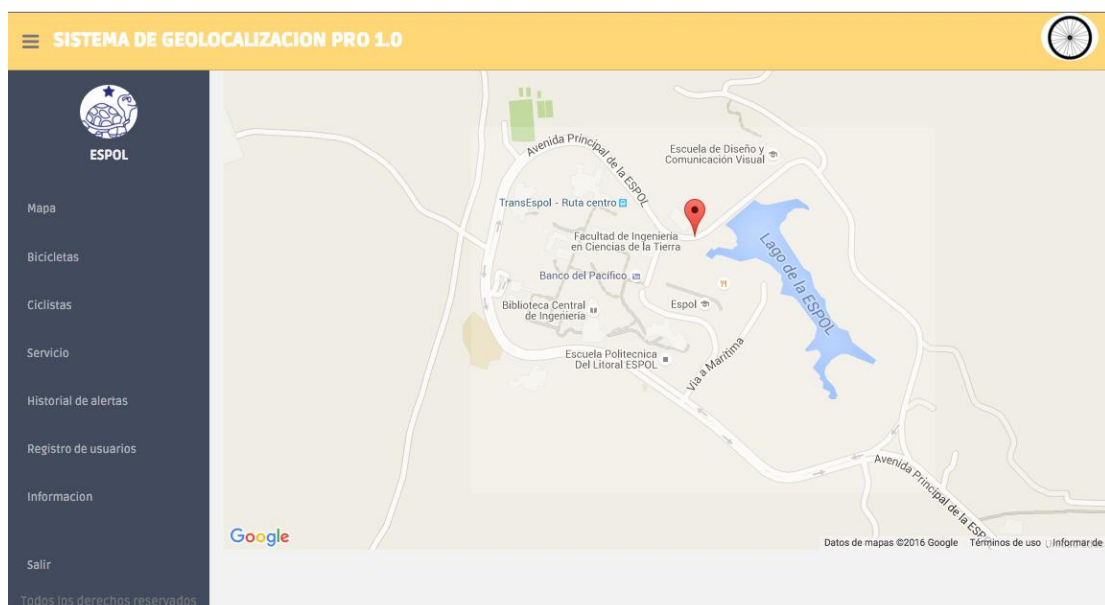 SISTEMA DE GEOLOCALIZACION PRO 1.0
ESPOL
Mapa
Bicicletas
Ciclistas
Servicio
Historial de alertas
Registro de usuarios
Informacion
Salir
Todos los derechos reservados
Avenida Principal de la ESPOL
Escuela de Diseño y
Comunicación Visual
TransEspol - Ruta centro
Facultad de Ingeniería
en Ciencias de la Tierra
Lago de la ESPOL
Banco del Pacífico
Biblioteca Central
de Ingeniería
Espol
Escuela Politecnica
Del Litoral ESPOL
Via a Maritima
Avenida Principal de la ESPOL
Google
Datos de mapas ©2016 Google
Términos de uso
Informar de